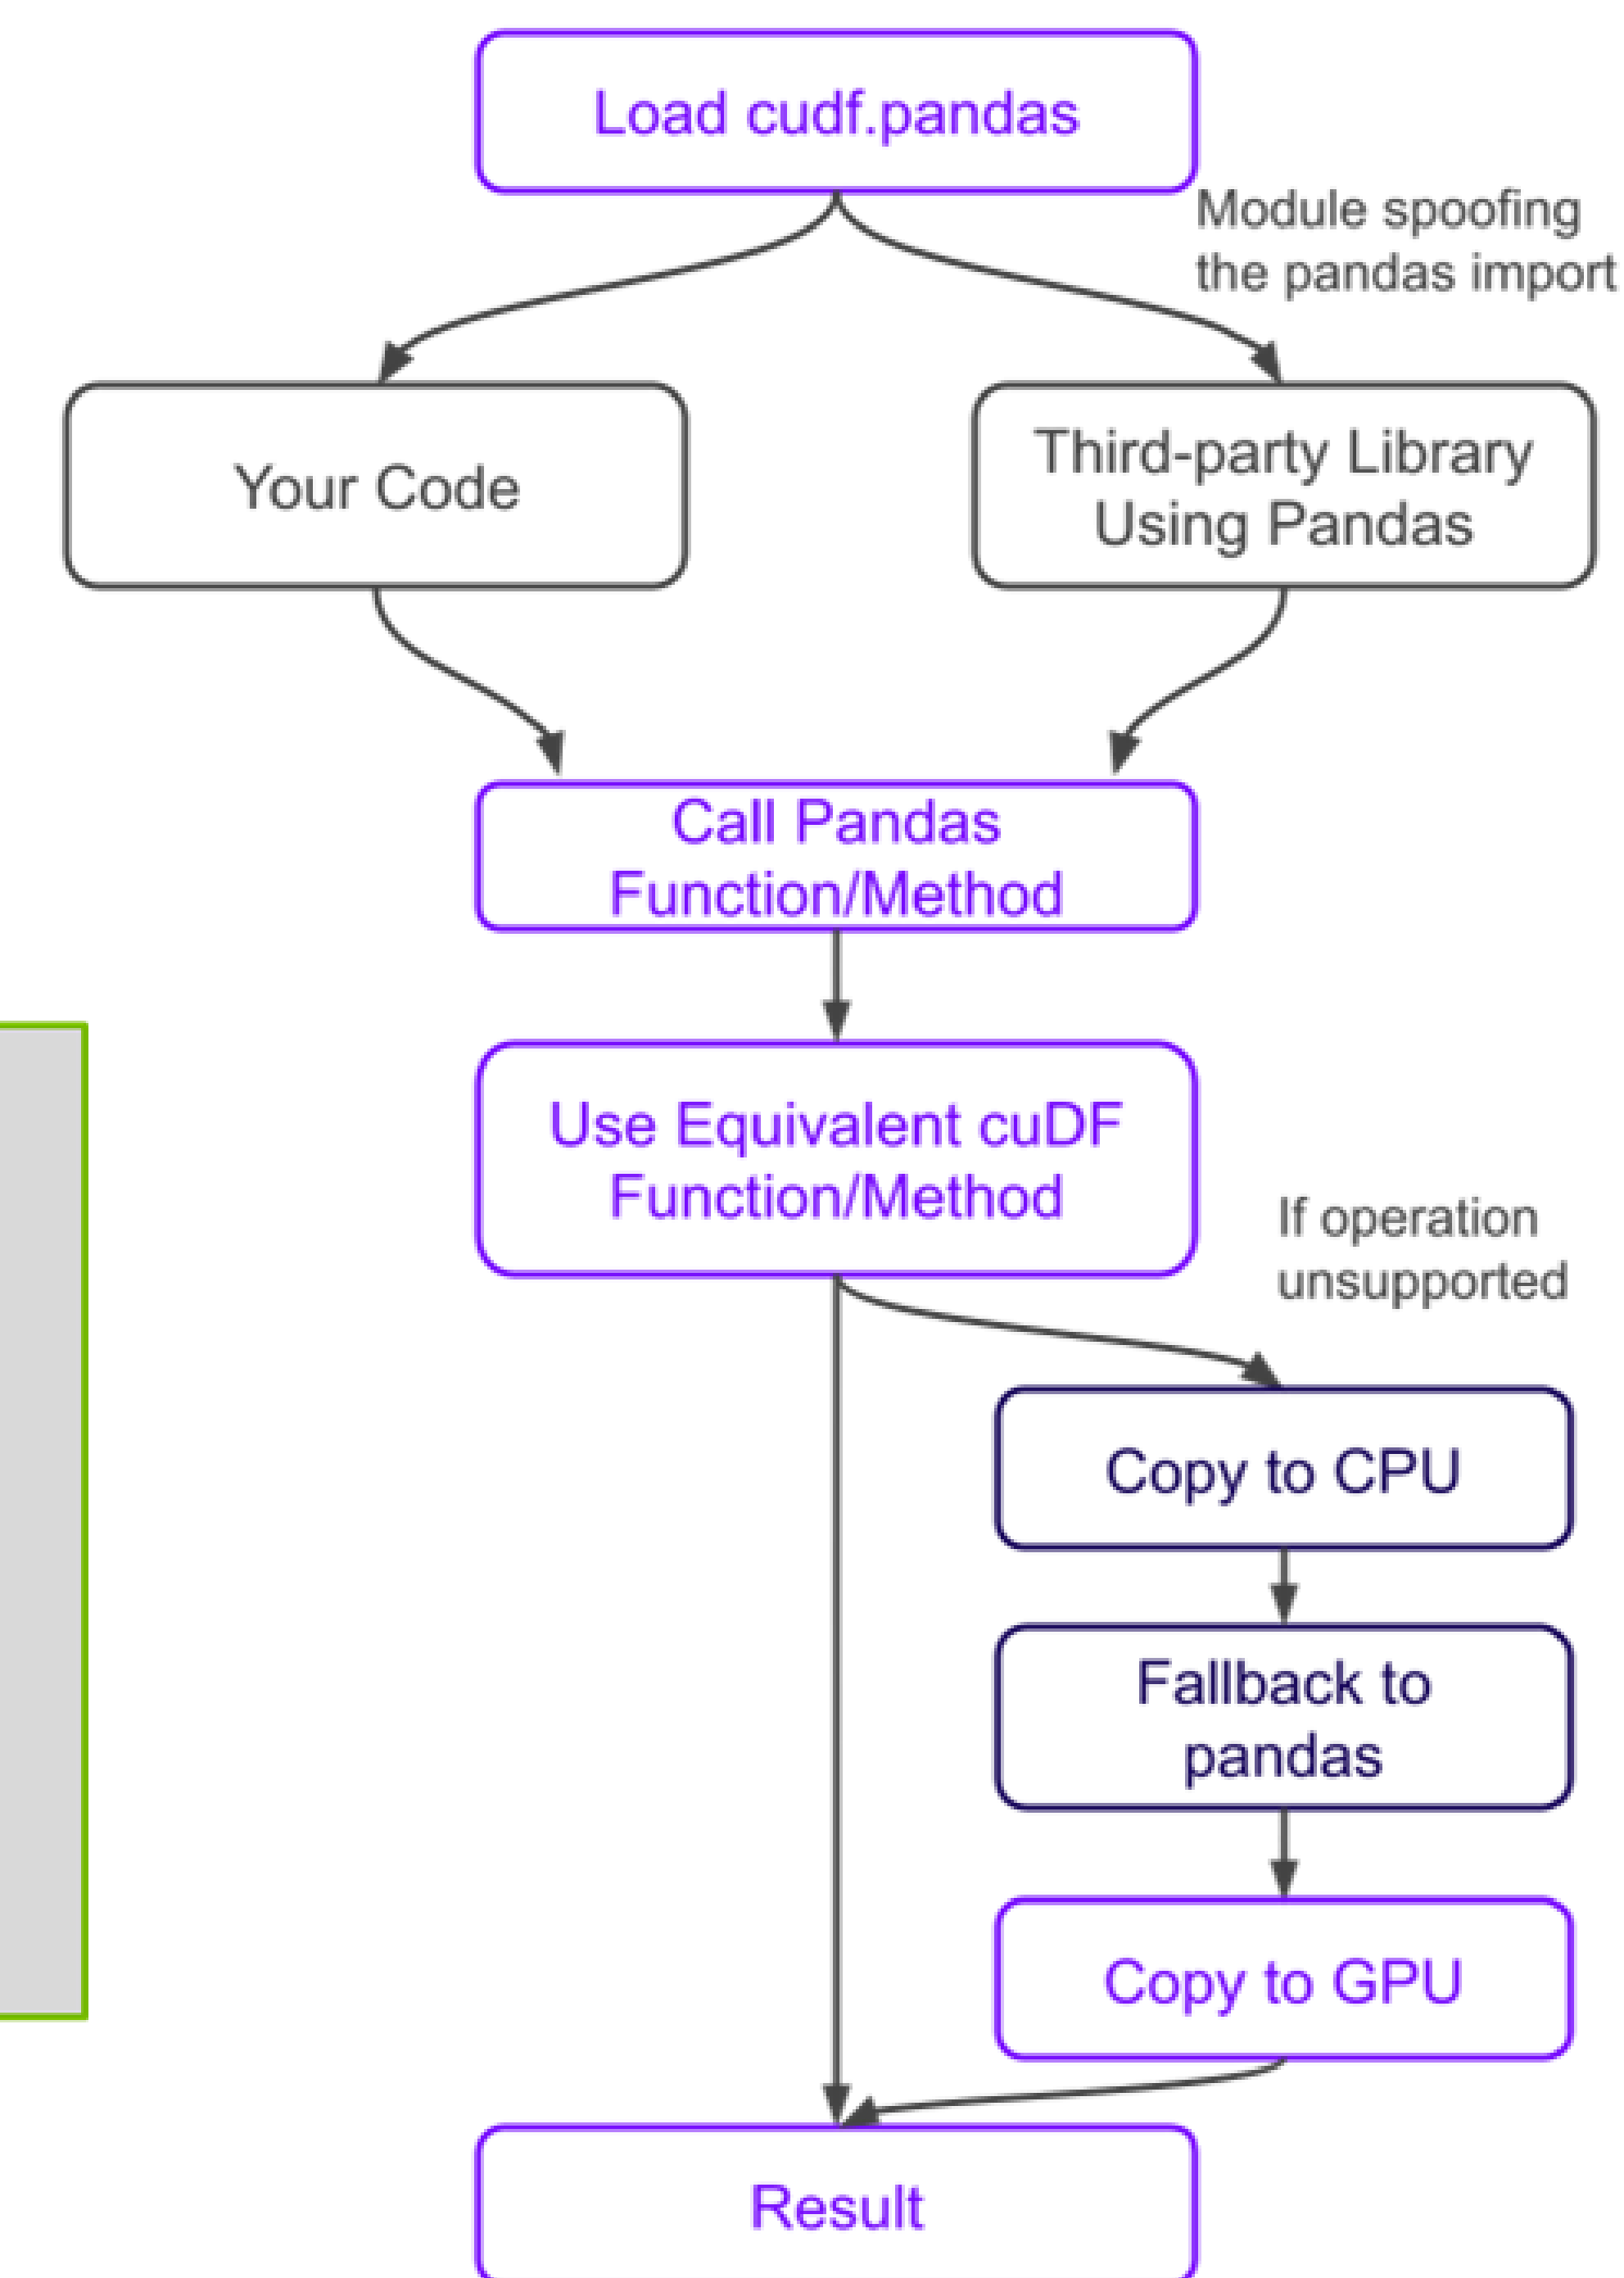 Load cudf.pandas
Module spoofing
the pandas import
Your Code
Third-party Library
Using Pandas
Call Pandas
Function/Method
Use Equivalent cuDF
Function/Method
If operation
unsupported
Copy to CPU
Fallback to
pandas
Copy to GPU
Result